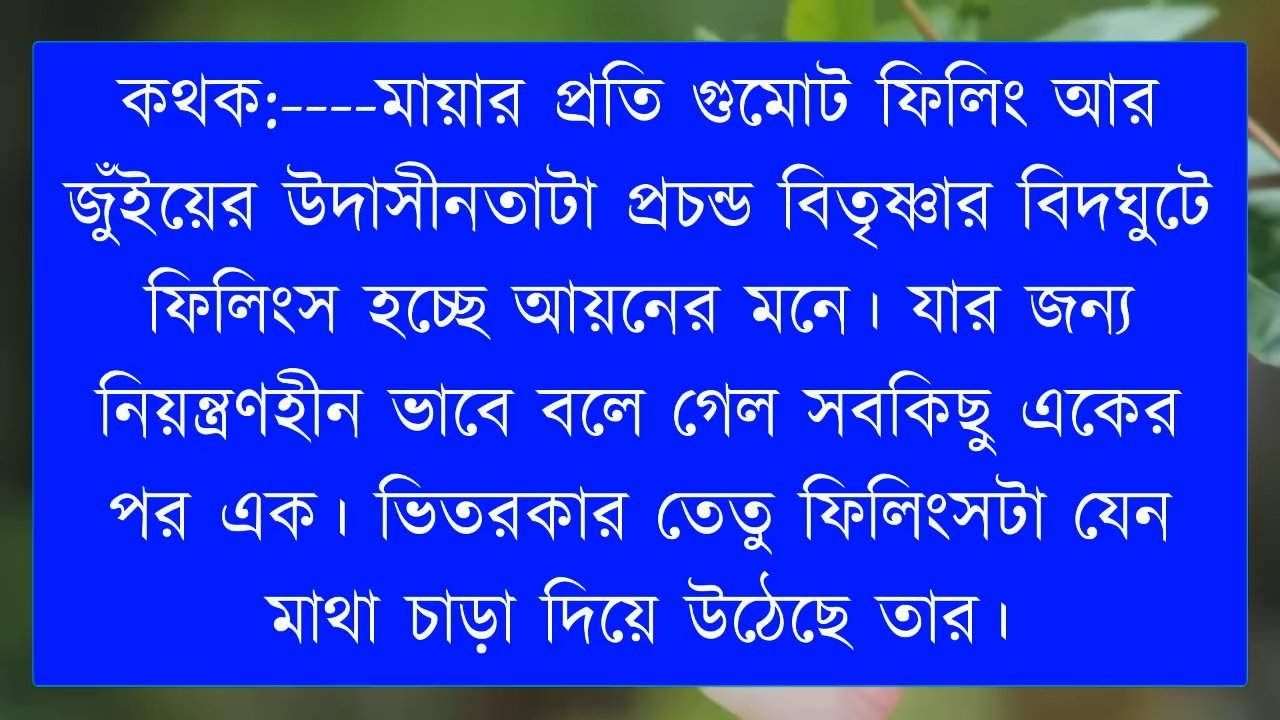 কথক:----মায়ার প্রতি গুমোট ফিলিং আর
জুঁইয়ের উদাসীনতাটা প্রচন্ড বিতৃষ্ণার বিদঘুটে
ফিলিংস হচ্ছে আয়নের মনে। যার জন্য
নিয়ন্ত্রণহীন ভাবে বলে গেল সবকিছু একের
পর এক। ভিতরকার তেতু ফিলিংসটা যেন
মাথা চাড়া দিয়ে উঠেছে তার।